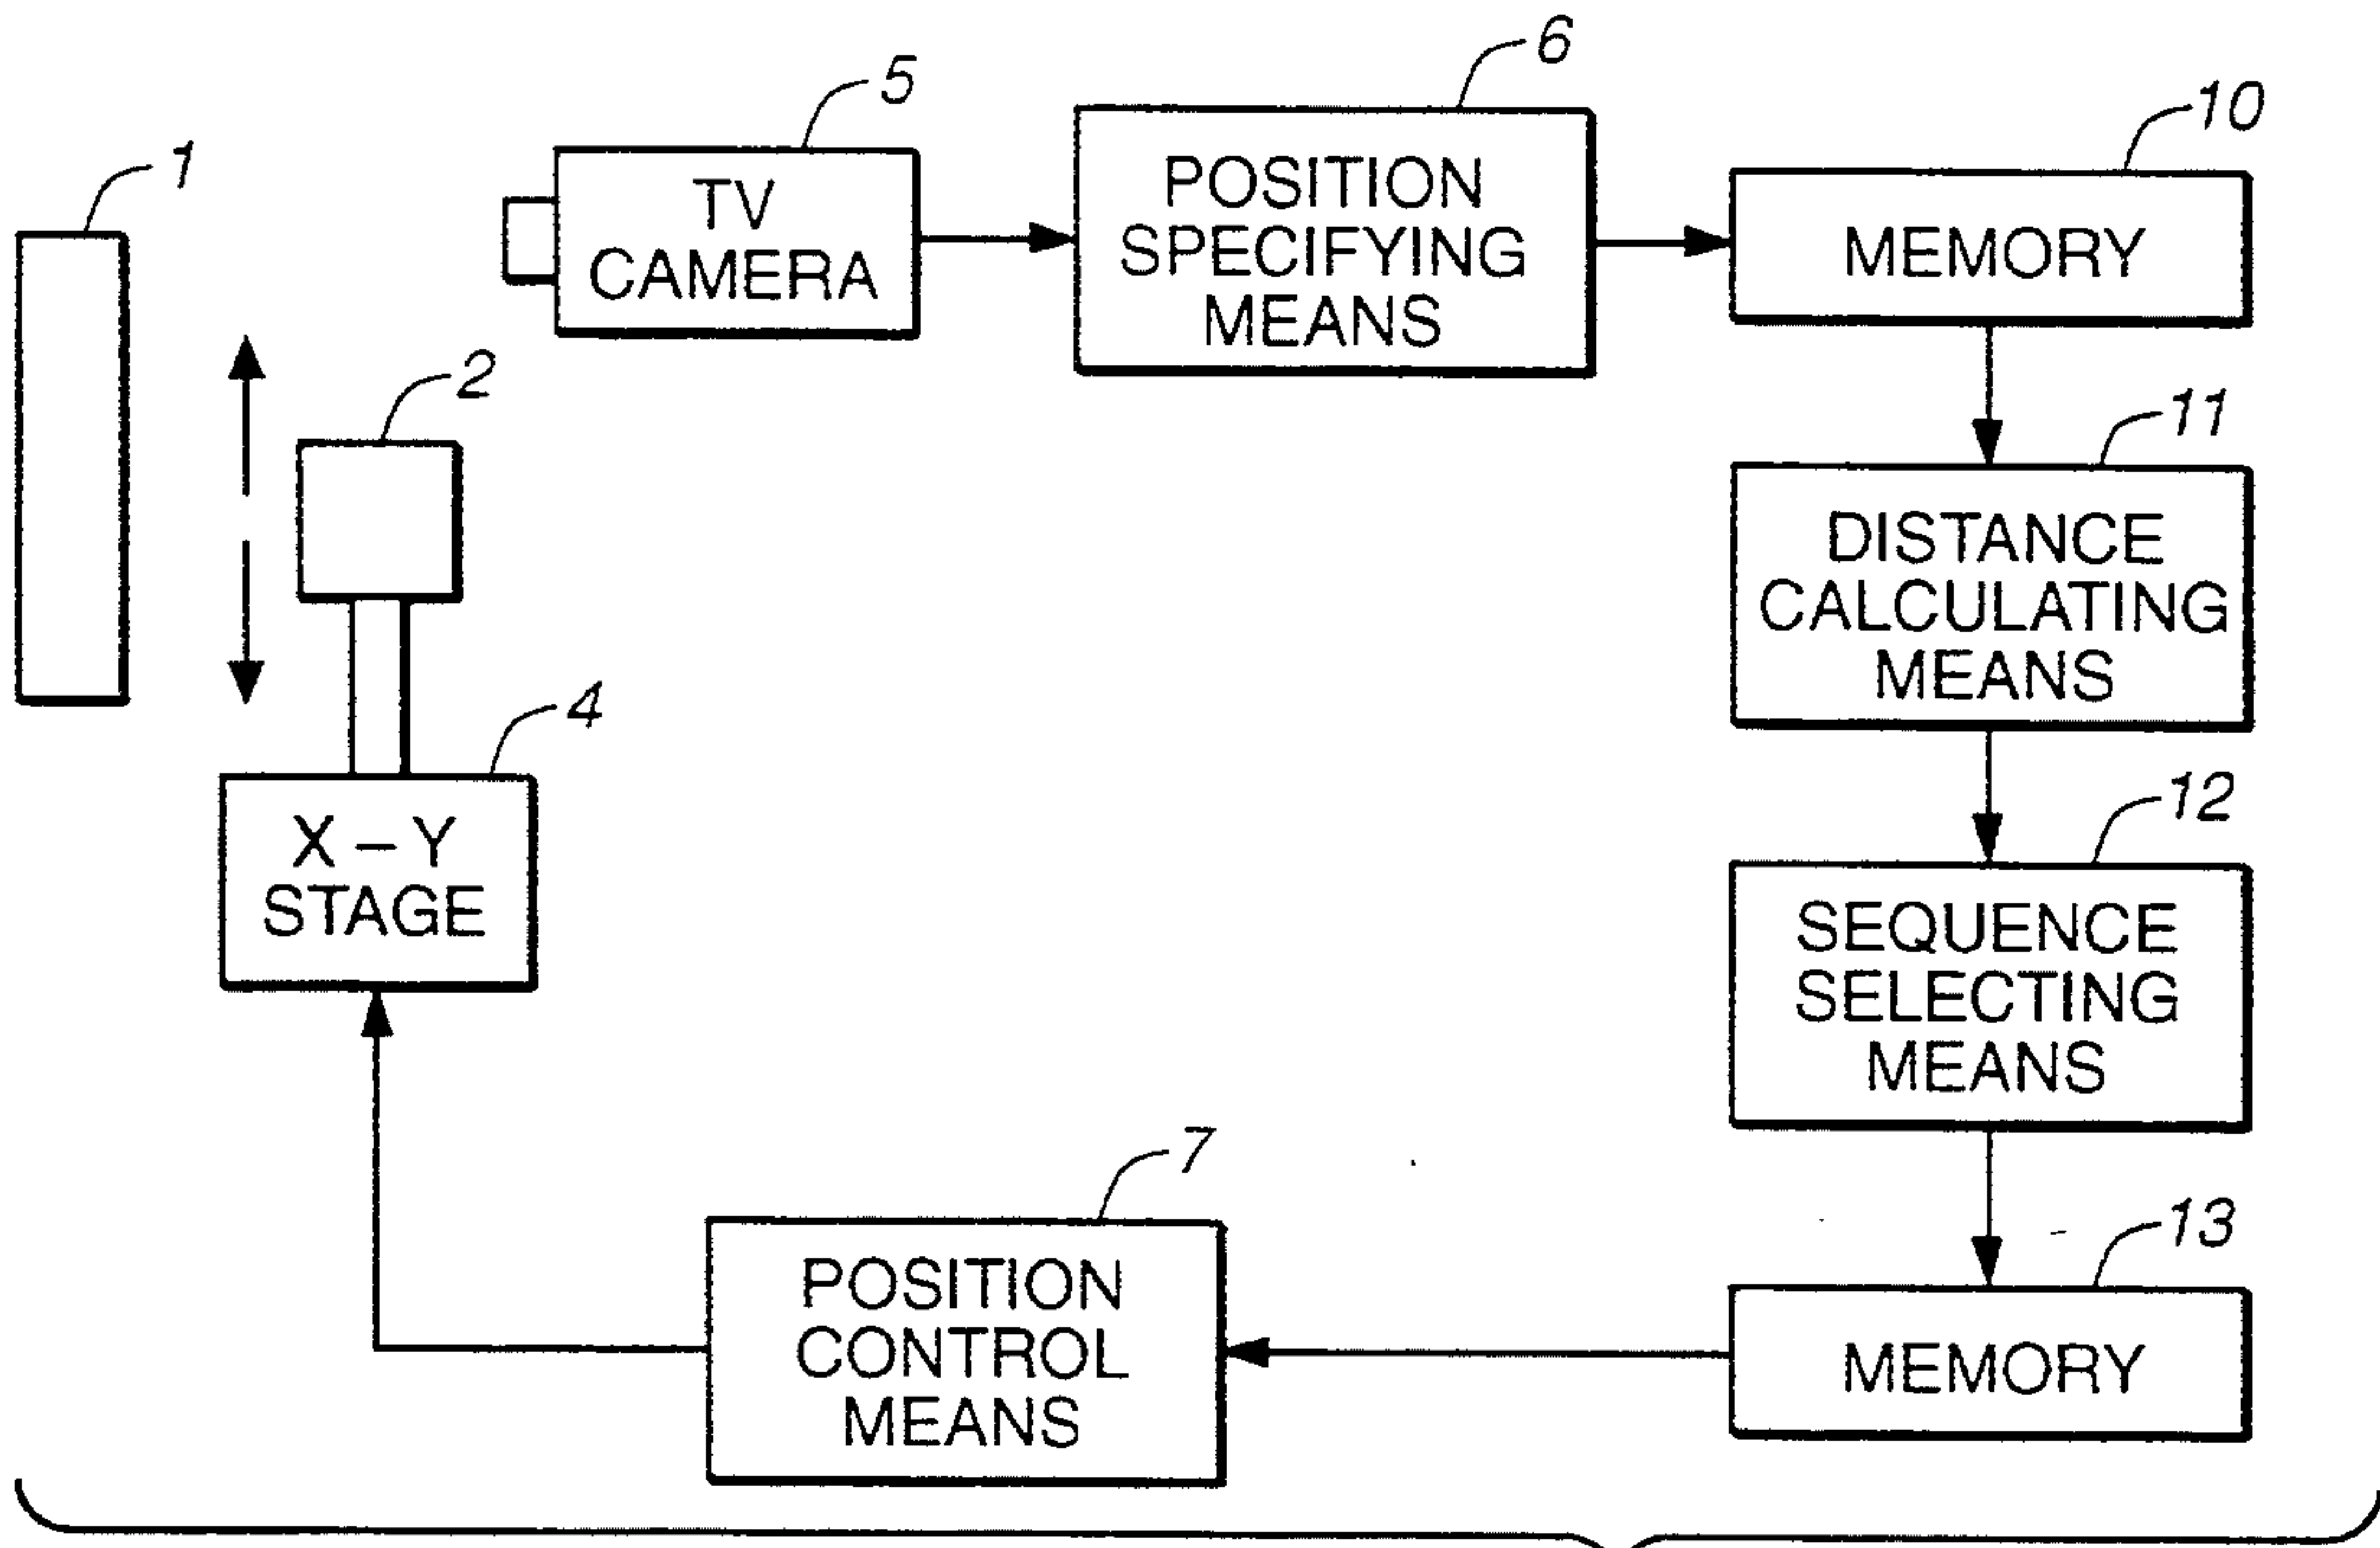 1
2
4
X – Y
STAGE
5
TV
CAMERA
6
POSITION
SPECIFYING
MEANS
10
MEMORY
11
DISTANCE
CALCULATING
MEANS
12
SEQUENCE
SELECTING
MEANS
13
MEMORY
7
POSITION
CONTROL
MEANS